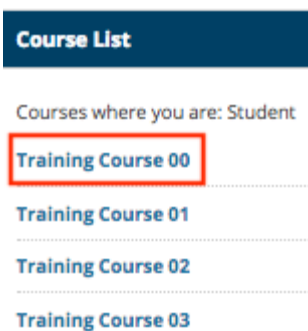 Course List
Courses where you are: Student
Training Course 00
Training Course 01
Training Course 02
Training Course 03